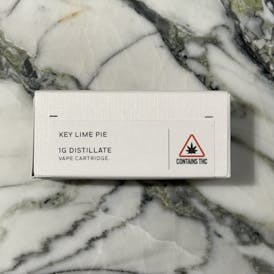 KEY LIME PIE
1G DISTILLATE
VAPE CARTRIDGE
CONTAINS THC